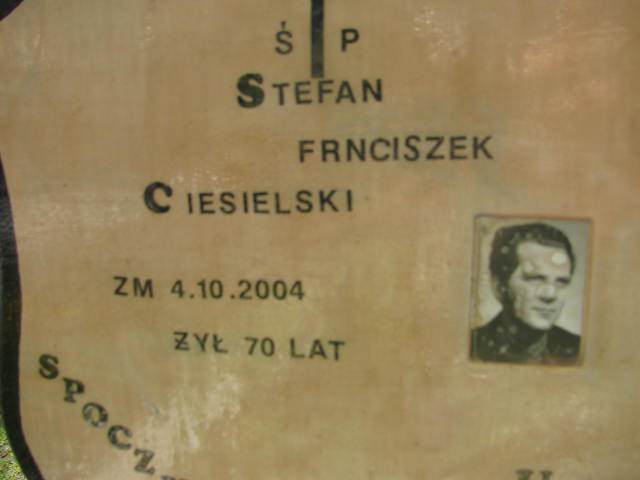 Ś P
STEFAN
FRNCISZEK
CIESIELSKI
ZM 4.10.2004
ŻYŁ 70 LAT